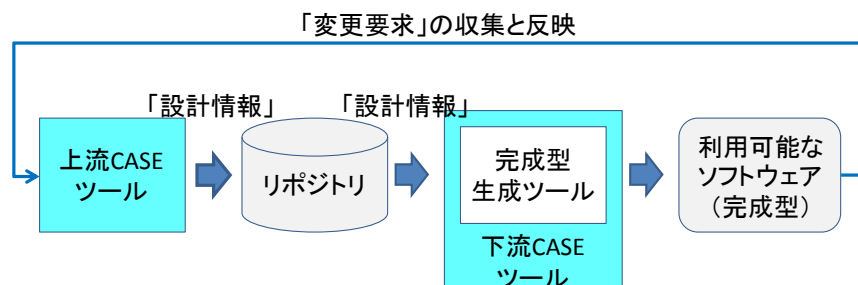 「変更要求」の収集と反映
「設計情報」
「設計情報」
上流CASE
ツール
リポジトリ
完成型
生成ツール
下流CASE
ツール
利用可能な
ソフトウェア
（完成型）